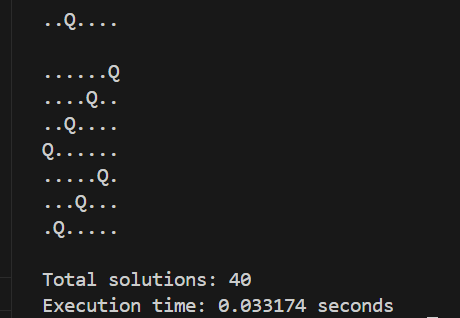 ..Q....
......Q
....Q..
..Q....
Q......
.....Q.
...Q...
.Q.....
Total solutions: 40
Execution time: 0.033174 seconds